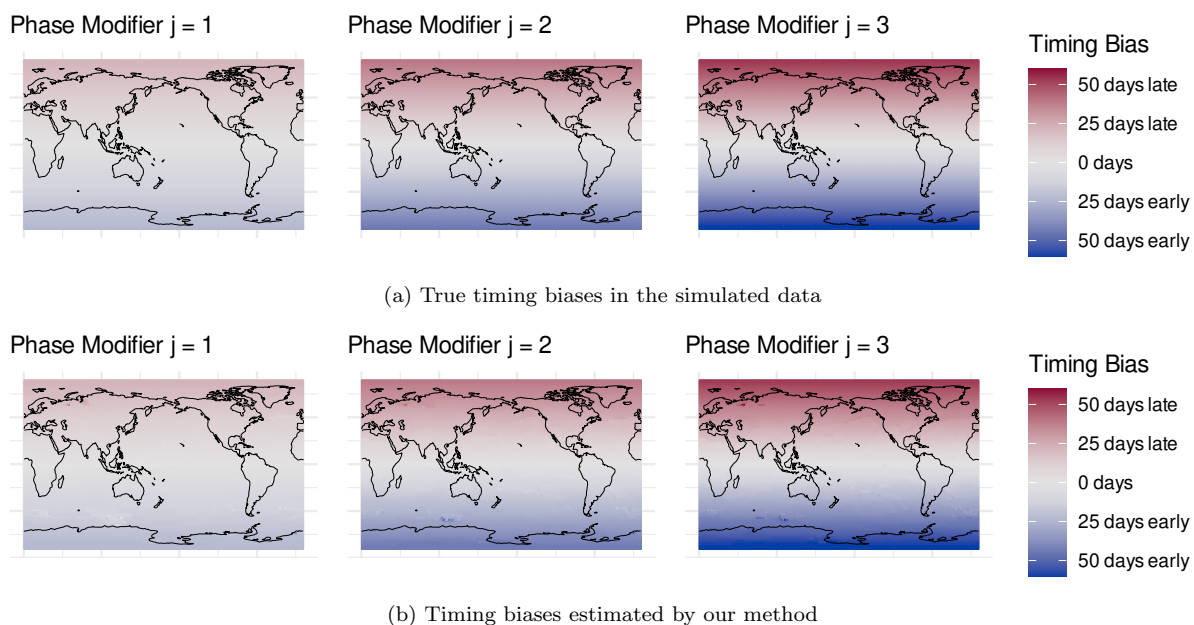 Phase Modifier j = 1
Phase Modifier j = 2
Phase Modifier j = 3
Timing Bias
50 days late
25 days late
0 days
25 days early
50 days early
(a) True timing biases in the simulated data
Phase Modifier j = 1
Phase Modifier j = 2
Phase Modifier j = 3
Timing Bias
50 days late
25 days late
0 days
25 days early
50 days early
(b) Timing biases estimated by our method